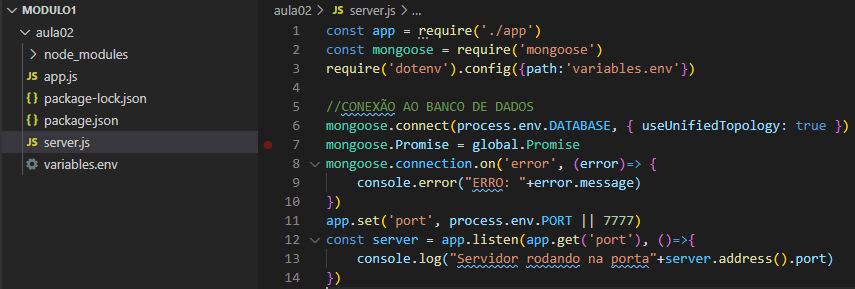 MODULO1
aula02
node_modules
JS app.js
{} package-lock.json
{} package.json
JS server.js
variables.env
aula02 > JS server.js > ...
1 const app = require('./app')
2 const mongoose = require('mongoose')
3 require('dotenv').config({path:'variables.env'})
4
5 //CONEXÃO AO BANCO DE DADOS
6 mongoose.connect(process.env.DATABASE, { useUnifiedTopology: true })
7 mongoose.Promise = global.Promise
8 mongoose.connection.on('error', (error)=> {
9 console.error("ERRO: "+error.message)
10 })
11 app.set('port', process.env.PORT || 7777)
12 const server = app.listen(app.get('port'), ()=>{
13 console.log("Servidor rodando na porta"+server.address().port)
14 })